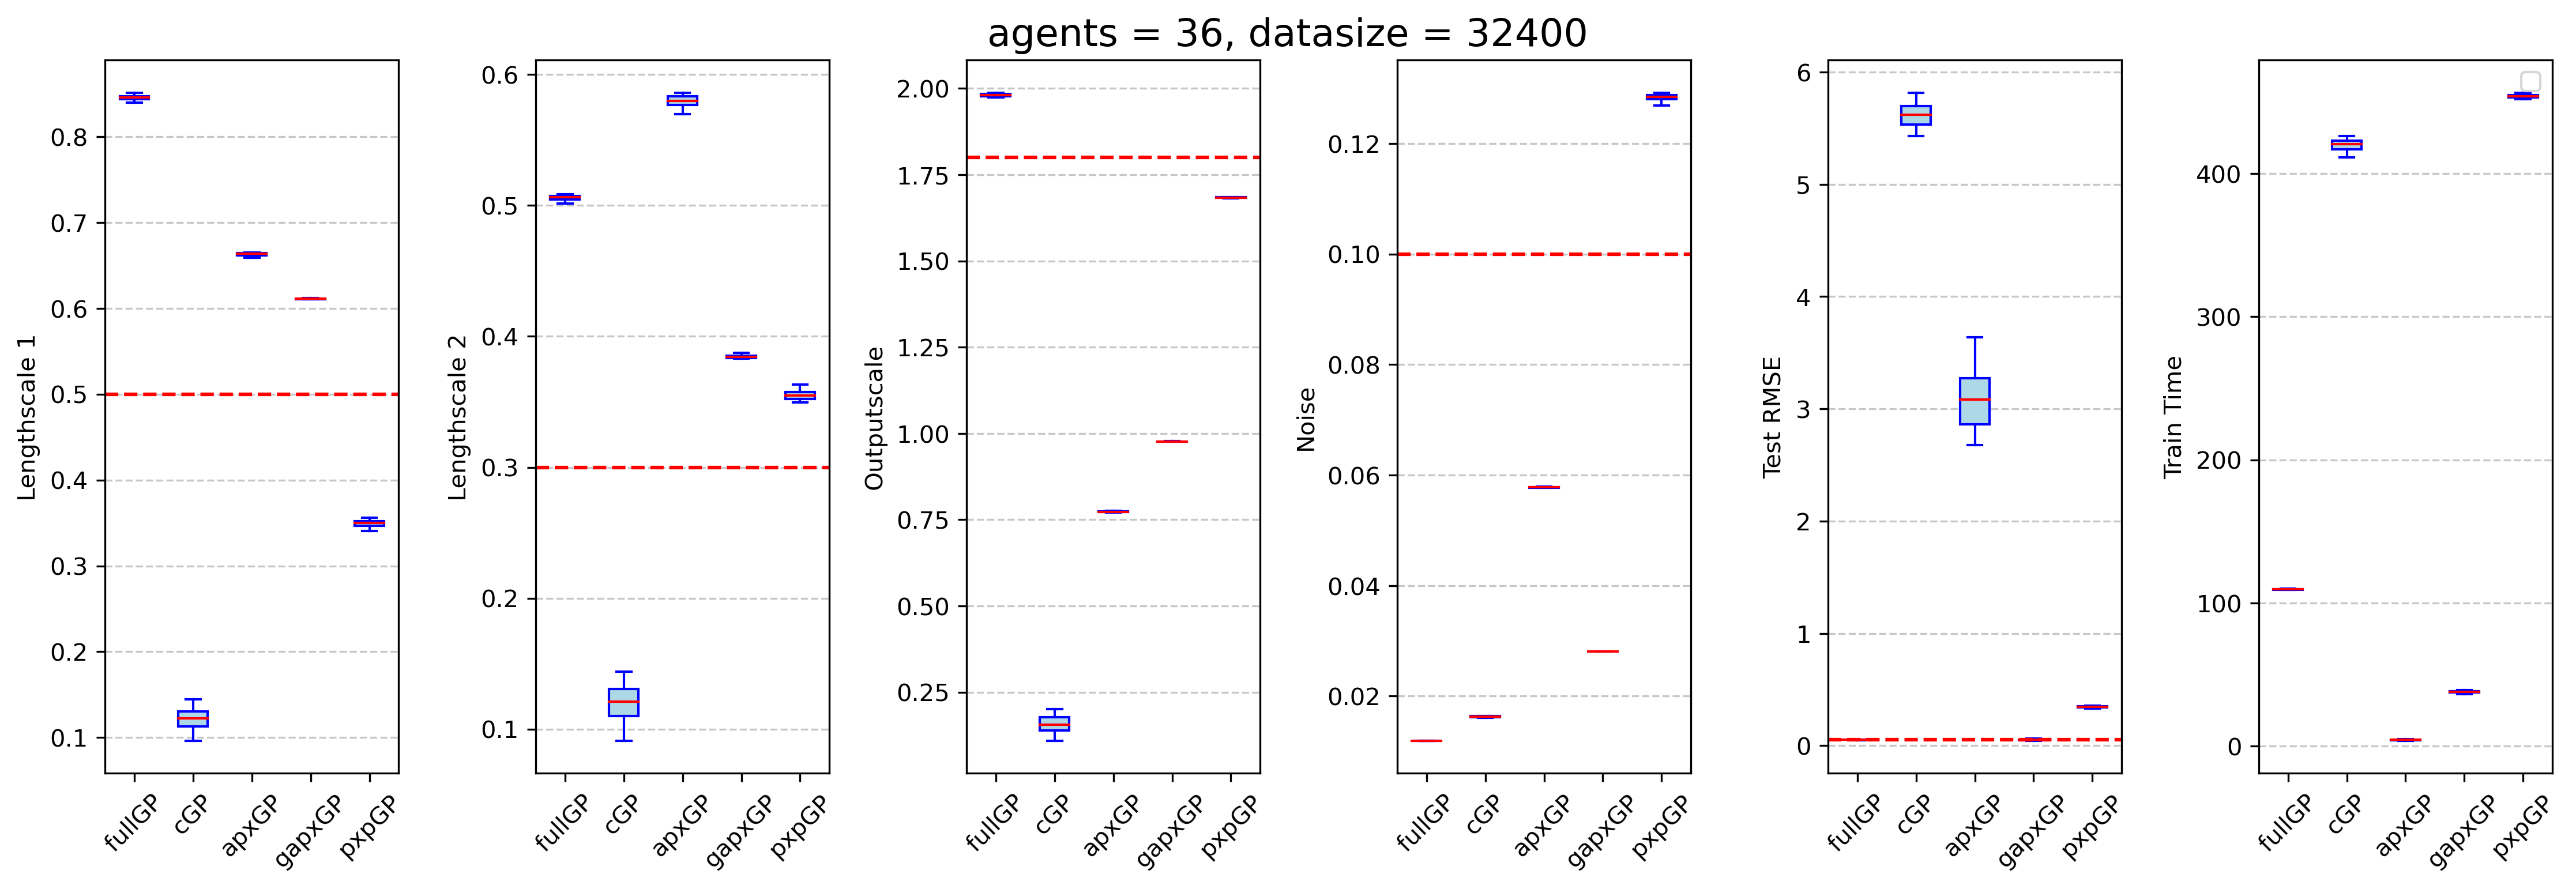 agents = 36, datasize = 32400
Lengthscale 1
0.8
0.7
0.6
0.5
0.4
0.3
0.2
0.1
fullGP
cGP
apxGP
gapxGP
pxpGP
Lengthscale 2
0.6
0.5
0.4
0.3
0.2
0.1
fullGP
cGP
apxGP
gapxGP
pxpGP
Outputscale
2.00
1.75
1.50
1.25
1.00
0.75
0.50
0.25
fullGP
cGP
apxGP
gapxGP
pxpGP
Noise
0.12
0.10
0.08
0.06
0.04
0.02
fullGP
cGP
apxGP
gapxGP
pxpGP
Test RMSE
6
5
4
3
2
1
0
fullGP
cGP
apxGP
gapxGP
pxpGP
Train Time
400
300
200
100
0
fullGP
cGP
apxGP
gapxGP
pxpGP